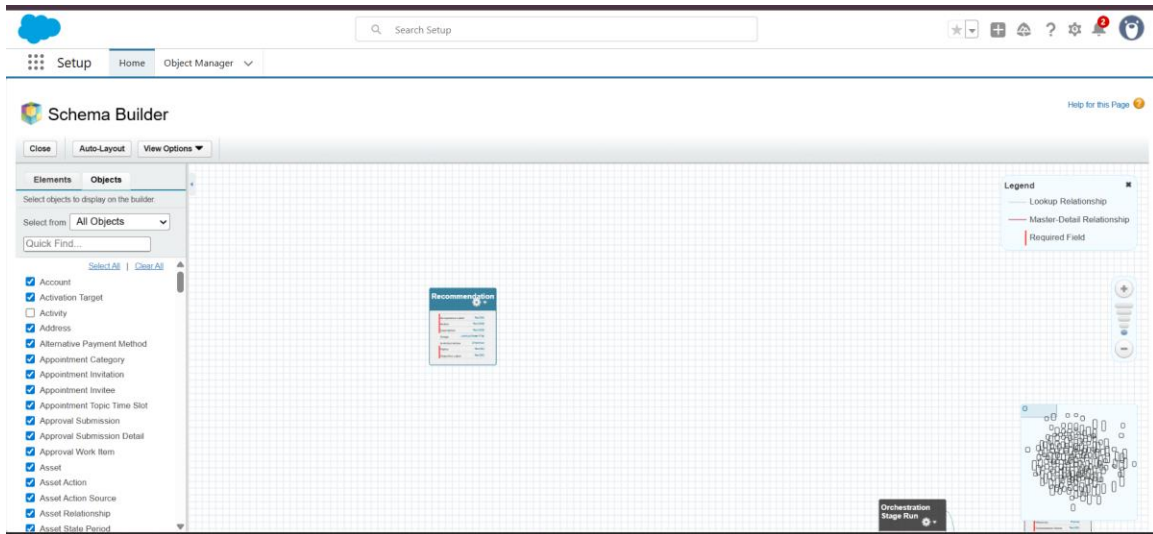 Search Setup
2
Setup Home Object Manager
Schema Builder
Help for this Page
Close Auto-Layout View Options
Elements Objects
Select objects to display on the builder.
Select from All Objects
Quick Find...
Select All | Clear All
Account
Activation Target
Activity
Address
Alternative Payment Method
Appointment Category
Appointment Invitation
Appointment Invitee
Appointment Topic Time Slot
Approval Submission
Approval Submission Detail
Approval Work Item
Asset
Asset Action
Asset Action Source
Asset Relationship
Asset State Period
Recommendation
Legend
Lookup Relationship
Master-Detail Relationship
Required Field
Orchestration
Stage Run